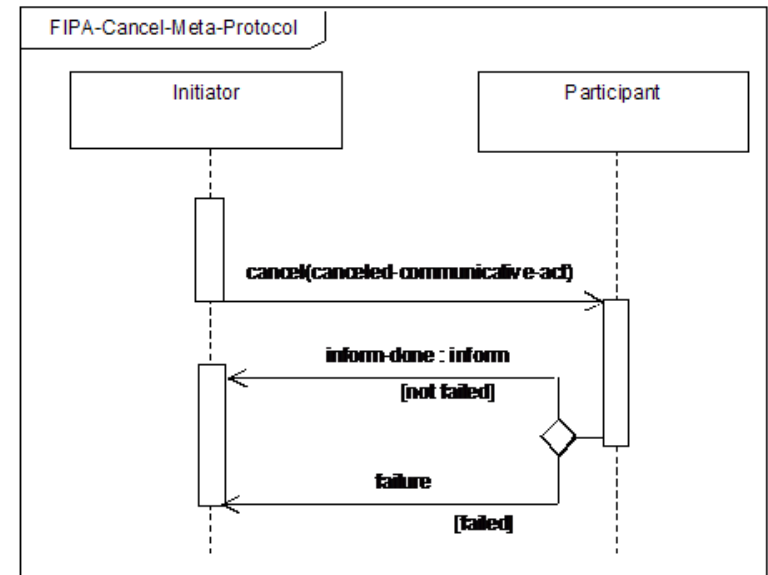 FIPA-Cancel-Meta-Protocol
Initiator
Participant
cancel(canceled-communicative-act)
inform-done : inform
[not failed]
failure
[failed]